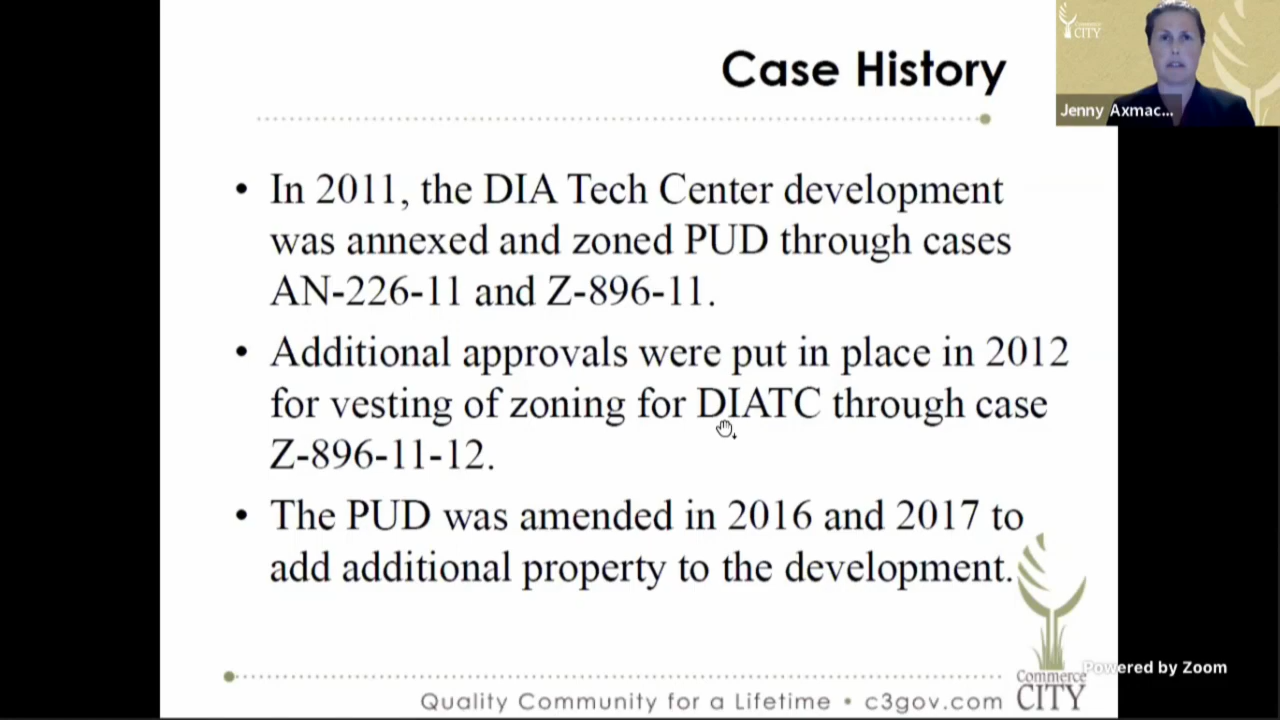 Case History
Commerce
CITY
Jenny Axmac...
• In 2011, the DIA Tech Center development
was annexed and zoned PUD through cases
AN-226-11 and Z-896-11.
• Additional approvals were put in place in 2012
for vesting of zoning for DIATC through case
Z-896-11-12.
• The PUD was amended in 2016 and 2017 to
add additional property to the development.
Powered by Zoom
Commerce
CITY
Quality Community for a Lifetime • c3gov.com